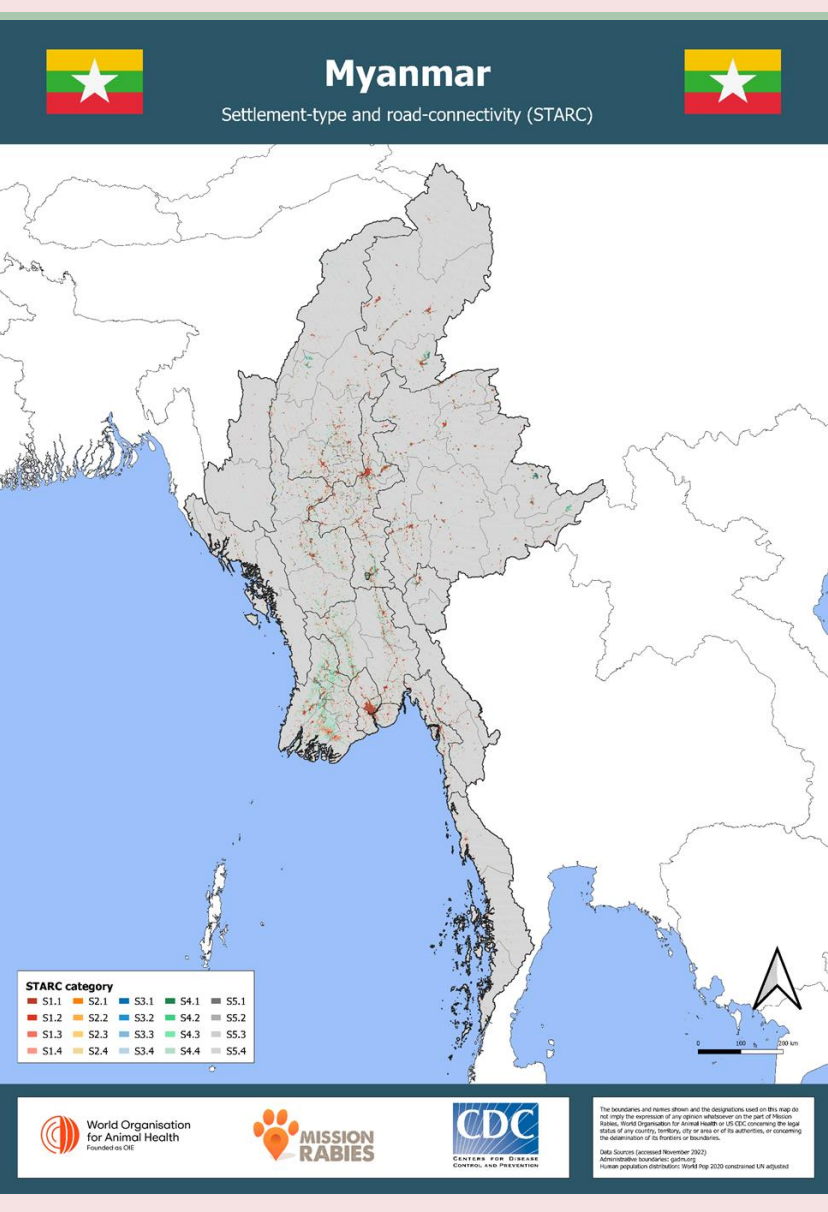 Myanmar
Settlement-type and road-connectivity (STARC)
STARC category
S1.1 S2.1 S3.1 S4.1 S5.1
S1.2 S2.2 S3.2 S4.2 S5.2
S1.3 S2.3 S3.3 S4.3 S5.3
S1.4 S2.4 S3.4 S4.4 S5.4
0 100 200 km
World Organisation
for Animal Health
Founded as OIE
MISSION
RABIES
CDC
CENTERS FOR DISEASE
CONTROL AND PREVENTION
The boundaries and names shown and the designations used on this map do
not imply the expression of any opinion whatsoever on the part of Mission
Rabies, World Organisation for Animal Health or US CDC concerning the legal
status of any country, territory, city or area or of its authorities, or concerning
the delimitation of its frontiers or boundaries.
Data Sources (accessed November 2022)
Administrative boundaries: gadm.org
Human population distribution: World Pop 2020 constrained UN adjusted